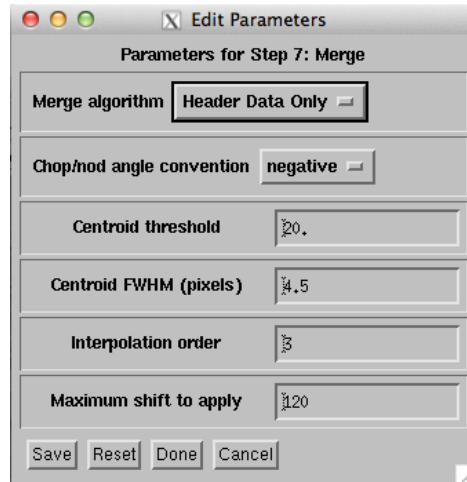 X Edit Parameters
Parameters for Step 7: Merge
Merge algorithm Header Data Only
Chop/nod angle convention negative
Centroid threshold 20.
Centroid FWHM (pixels) 4.5
Interpolation order 3
Maximum shift to apply 120
Save Reset Done Cancel